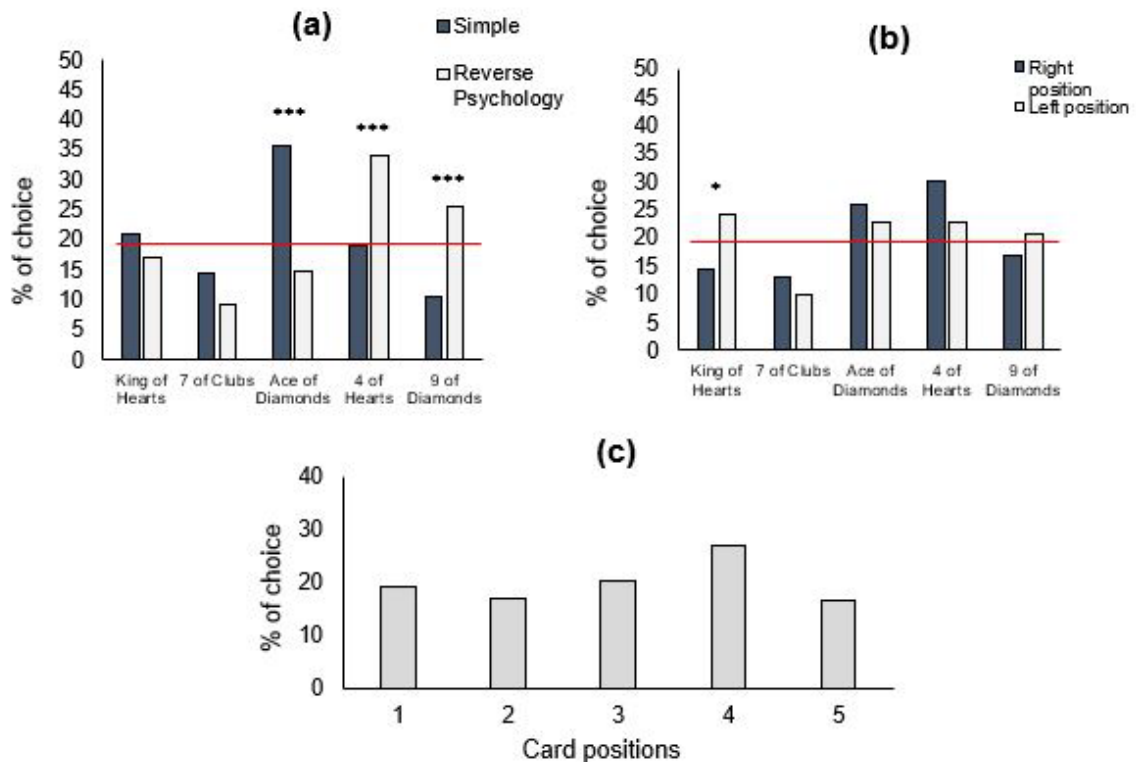 (a)
Simple
Reverse
Psychology
50
45
40
35
30
25
20
15
10
5
0
% of choice
***
***
***
King of
Hearts
7 of Clubs
Ace of
Diamonds
4 of
Hearts
9 of
Diamonds
(b)
Right
position
Left position
50
45
40
35
30
25
20
15
10
5
0
% of choice
*
King of
Hearts
7 of Clubs
Ace of
Diamonds
4 of
Hearts
9 of
Diamonds
(c)
40
30
20
10
0
% of choice
1 2 3 4 5
Card positions